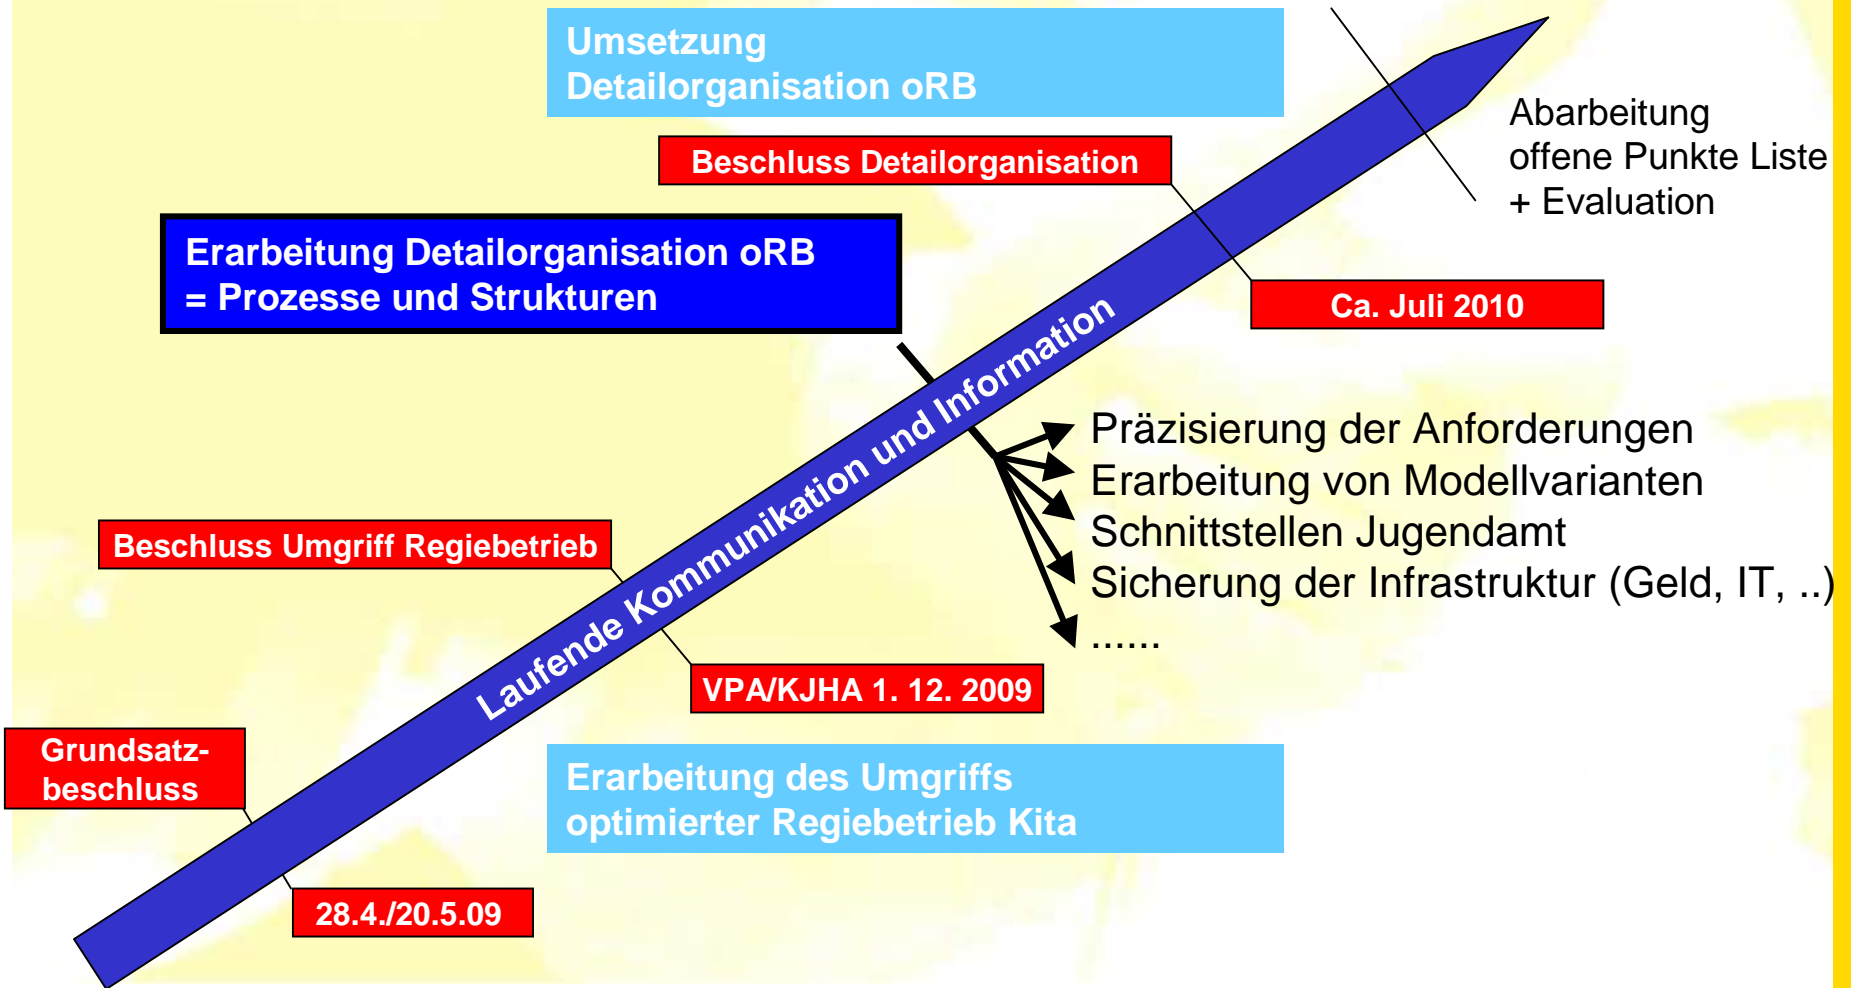 Umsetzung
Detailorganisation oRB
Abarbeitung
offene Punkte Liste
+ Evaluation
Beschluss Detailorganisation
Erarbeitung Detailorganisation oRB
= Prozesse und Strukturen
Ca. Juli 2010
Laufende Kommunikation und Information
Präzisierung der Anforderungen
Erarbeitung von Modellvarianten
Schnittstellen Jugendamt
Sicherung der Infrastruktur (Geld, IT, ..)
......
Beschluss Umgriff Regiebetrieb
VPA/KJHA 1. 12. 2009
Grundsatz-
beschluss
Erarbeitung des Umgriffs
optimierter Regiebetrieb Kita
28.4./20.5.09